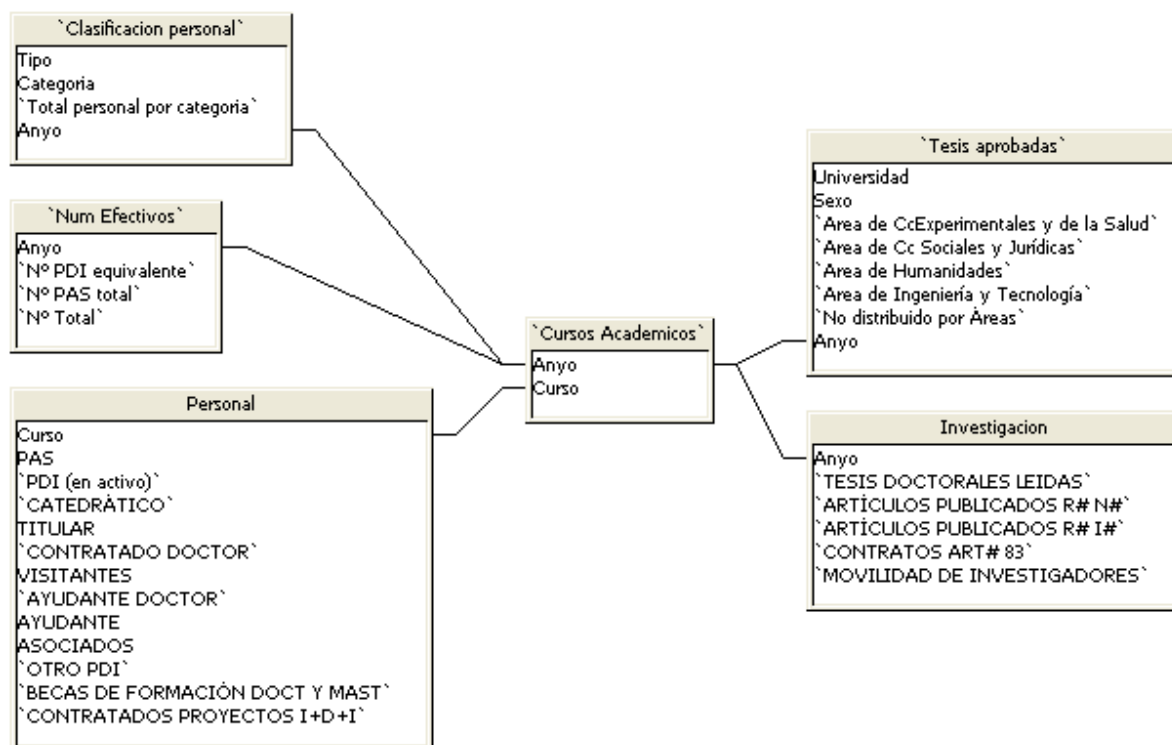 `Clasificacion personal`
Tipo
Categoria
`Total personal por categoria`
Anyo
`Num Efectivos`
Anyo
`Nº PDI equivalente`
`Nº PAS total`
`Nº Total`
Personal
Curso
PAS
`PDI (en activo)`
`CATEDRÁTICO`
TITULAR
`CONTRATADO DOCTOR`
VISITANTES
`AYUDANTE DOCTOR`
AYUDANTE
ASOCIADOS
`OTRO PDI`
`BECAS DE FORMACIÓN DOCT Y MAST`
`CONTRATADOS PROYECTOS I+D+I`
`Cursos Academicos`
Anyo
Curso
`Tesis aprobadas`
Universidad
Sexo
`Area de CcExperimentales y de la Salud`
`Area de Cc Sociales y Jurídicas`
`Area de Humanidades`
`Area de Ingeniería y Tecnología`
`No distribuido por Áreas`
Anyo
Investigacion
Anyo
`TESIS DOCTORALES LEIDAS`
`ARTÍCULOS PUBLICADOS R# N#`
`ARTÍCULOS PUBLICADOS R# I#`
`CONTRATOS ART# 83`
`MOVILIDAD DE INVESTIGADORES`